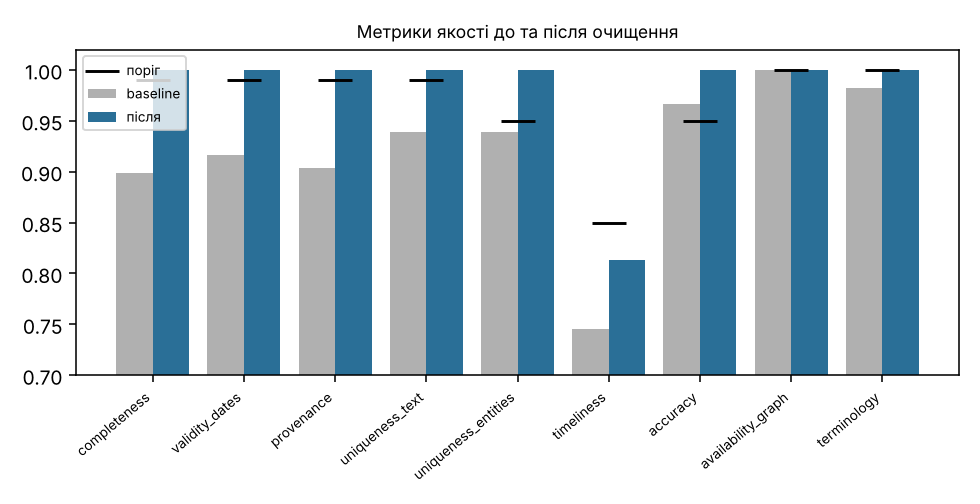 Метрики якості до та після очищення
поріг
baseline
після
1.00
0.95
0.90
0.85
0.80
0.75
0.70
completeness
validity_dates
provenance
uniqueness_text
uniqueness_entities
timeliness
accuracy
availability_graph
terminology